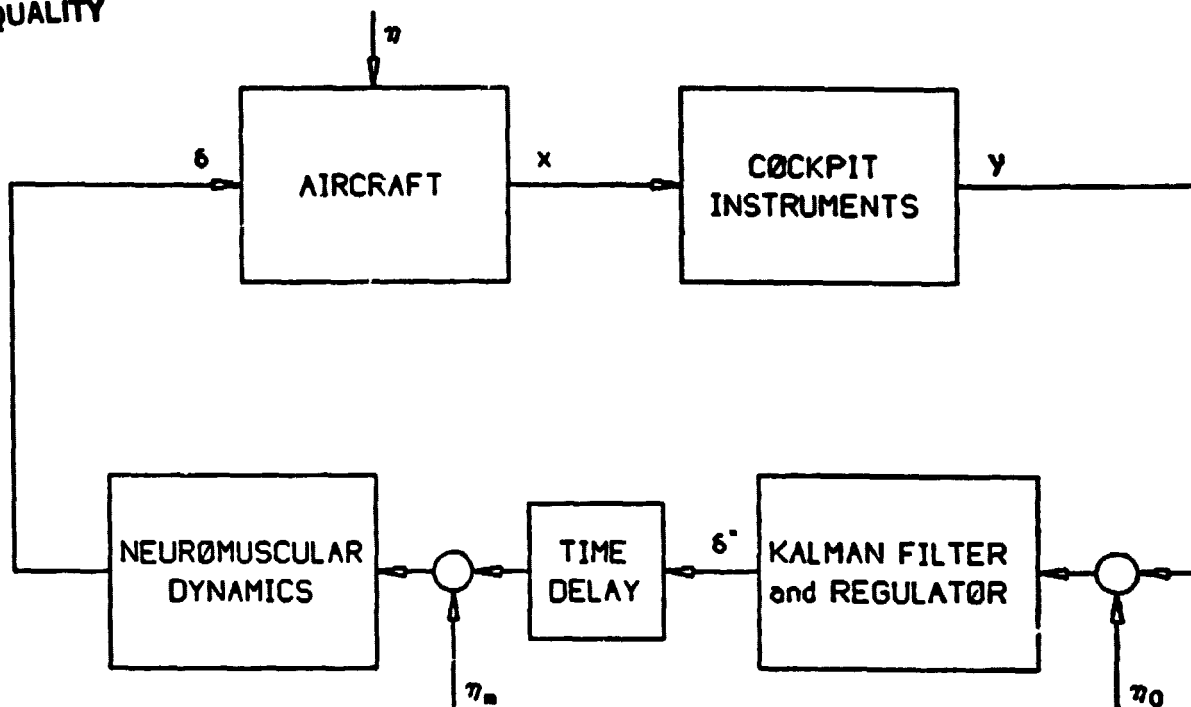 QUALITY
η
δ
AIRCRAFT
x
CØCKPIT
INSTRUMENTS
y
NEURØMUSCULAR
DYNAMICS
TIME
DELAY
δ*
KALMAN FILTER
and REGULATØR
ηm
η0